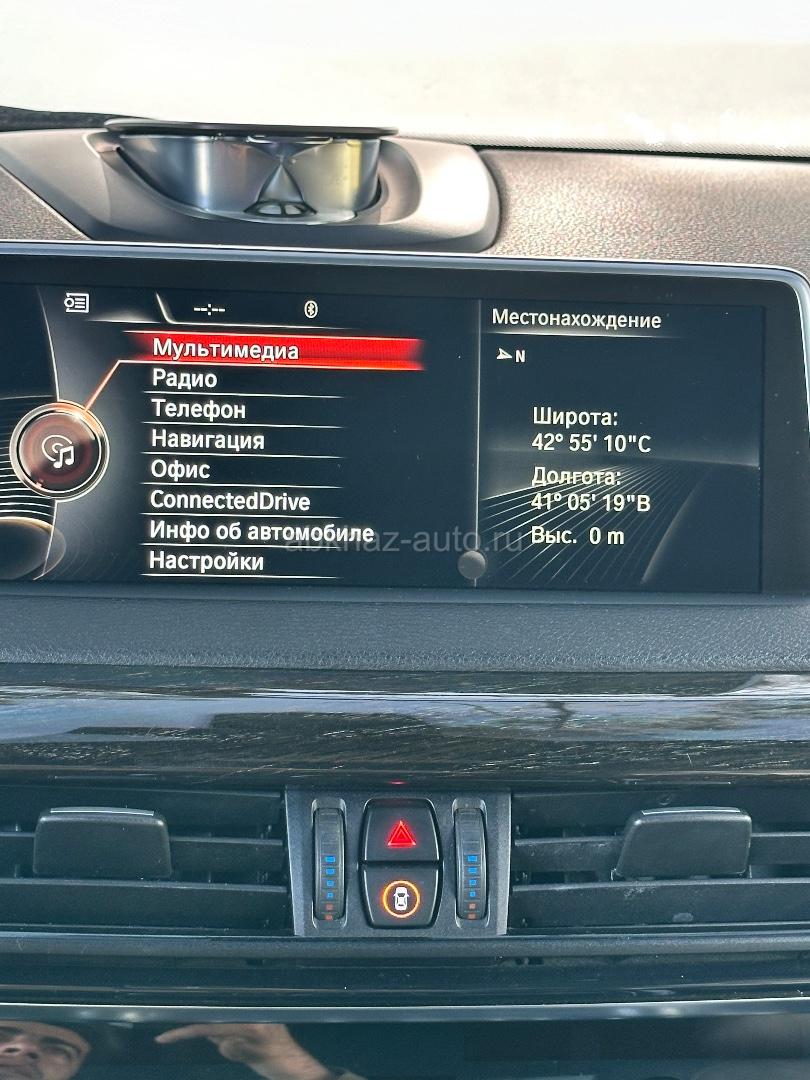 --:--
Мультимедиа
Радио
Телефон
Навигация
Офис
ConnectedDrive
Инфо об автомобиле
Настройки
Местонахождение
N
Широта:
42° 55' 10"С
Долгота:
41° 05' 19"В
Выс. 0 m
abkhaz-auto.ru